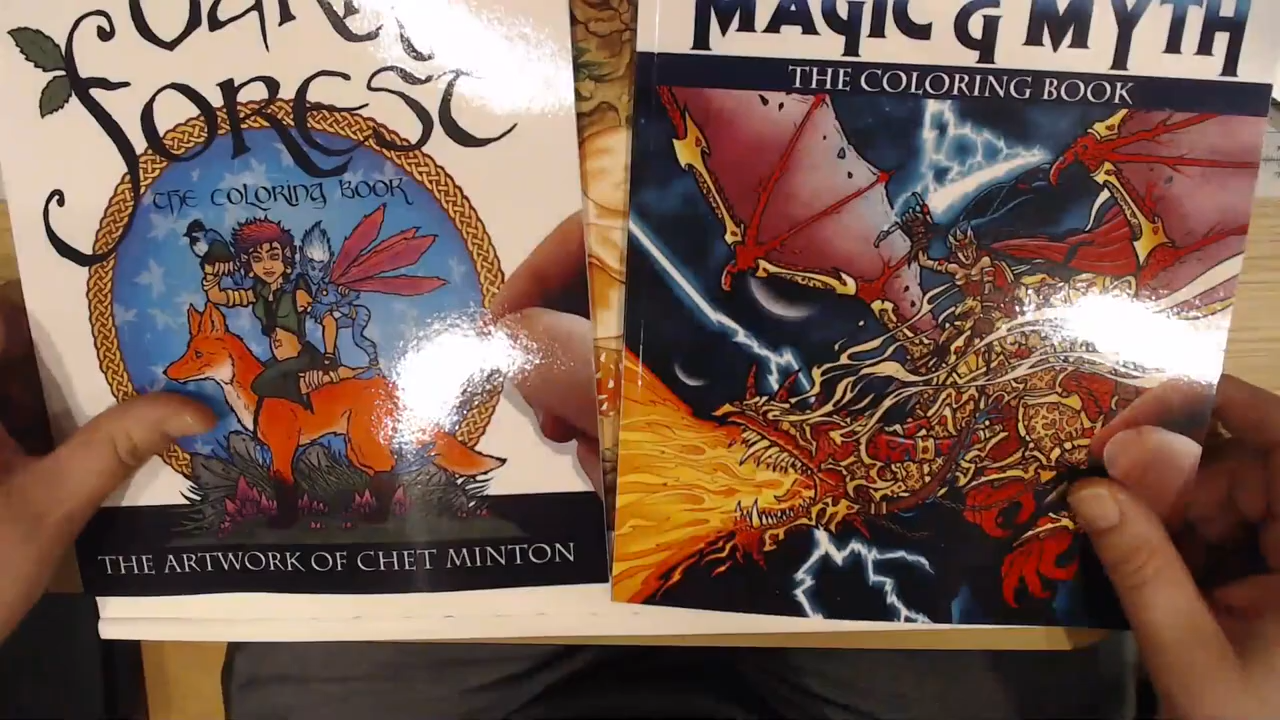 Forest
The Coloring Book
THE ARTWORK OF CHET MINTON
MAGIC & MYTH
THE COLORING BOOK